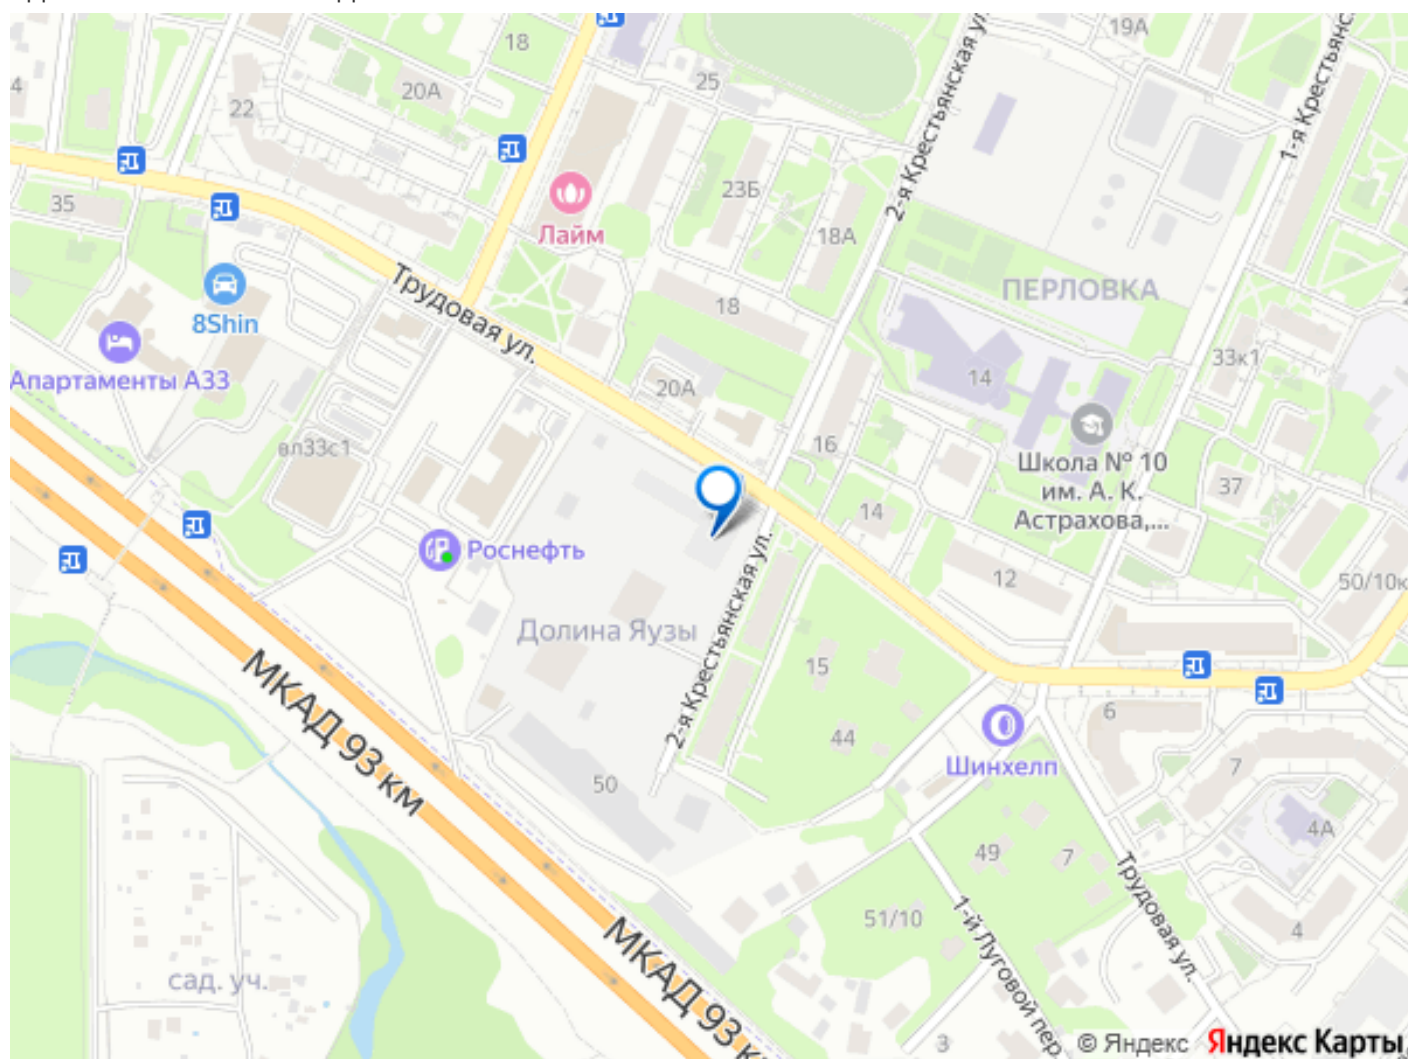 18
25
19А
20А
22
4
2-я Крестьянская ул.
1-я Крестьянс
35
23Б
Лайм
18А
ПЕРЛОВКА
Трудовая ул.
8Shin
18
Апартаменты А33
20А
14
33к1
вл33с1
16
Школа № 10
им. А. К.
Астрахова,...
37
14
Роснефть
12
50/10к
2-я Крестьянская ул.
Долина Яузы
15
МКАД 93 км
44
6
Шинхелп
7
50
4А
49
7
Трудовая ул.
51/10
1-й Луговой пер.
4
МКАД 93 км
сад. уч.
3
© Яндекс Яндекс Карты